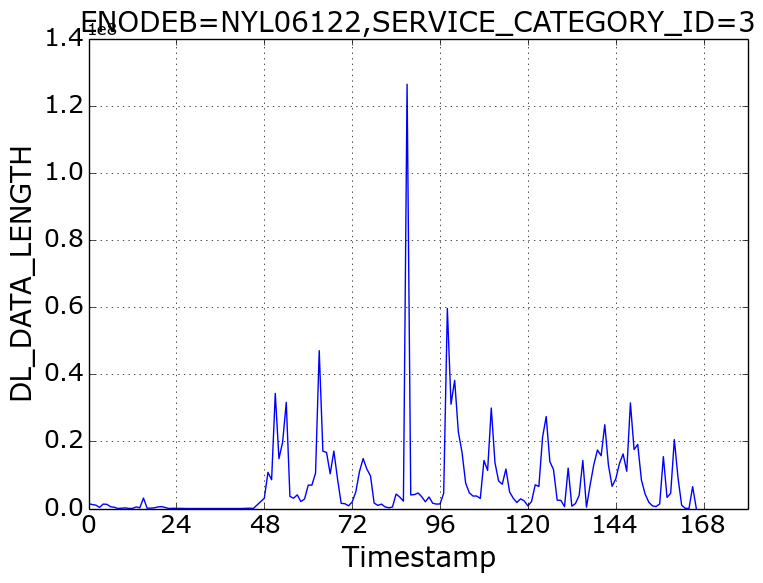 ENODEB=NYL06122,SERVICE_CATEGORY_ID=3
1e8
1.4
1.2
1.0
0.8
0.6
0.4
0.2
0.0
DL_DATA_LENGTH
0 24 48 72 96 120 144 168
Timestamp